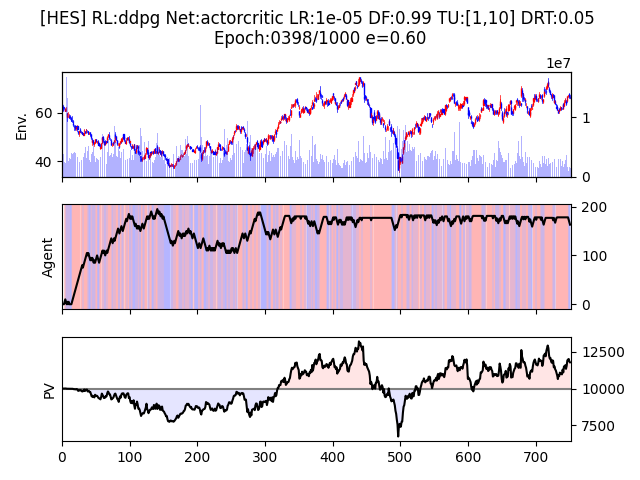 [HES] RL:ddpg Net:actorcritic LR:1e-05 DF:0.99 TU:[1,10] DRT:0.05
Epoch:0398/1000 e=0.60
1e7
Env.
60
40
1
0
Agent
200
100
0
PV
12500
10000
7500
0 100 200 300 400 500 600 700